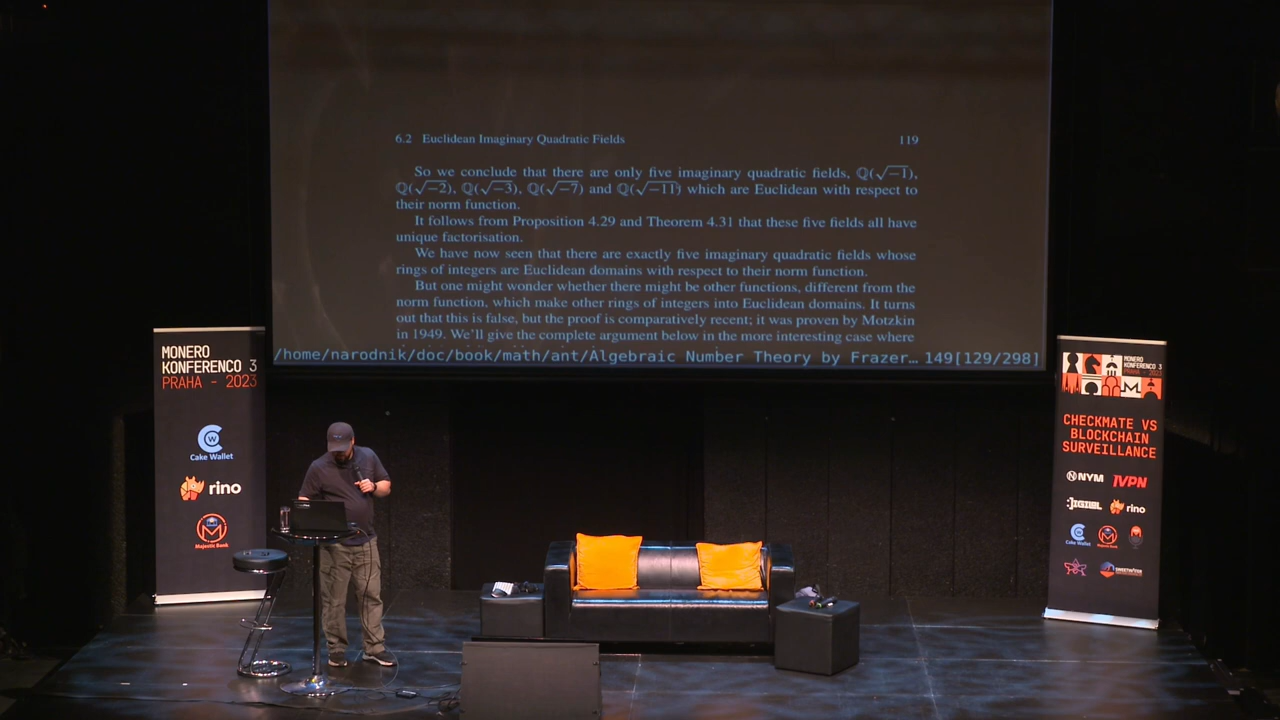 6.2 Euclidean Imaginary Quadratic Fields 119
So we conclude that there are only five imaginary quadratic fields, ℚ(√−1),
ℚ(√−2), ℚ(√−3), ℚ(√−7) and ℚ(√−11) which are Euclidean with respect to
their norm function.
It follows from Proposition 4.29 and Theorem 4.31 that these five fields all have
unique factorisation.
We have now seen that there are exactly five imaginary quadratic fields whose
rings of integers are Euclidean domains with respect to their norm function.
But one might wonder whether there might be other functions, different from the
norm function, which make other rings of integers into Euclidean domains. It turns
out that this is false, but the proof is comparatively recent; it was proven by Motzkin
in 1949. We'll give the complete argument below in the more interesting case where
/home/narodnik/doc/book/math/ant/Algebraic Number Theory by Frazer… 149[129/298]
MONERO
KONFERENCO 3
PRAHA - 2023
Cake Wallet
rino
Majestic Bank
MONERO
KONFERENCO 3
PRAHA - 2023
CHECKMATE VS
BLOCKCHAIN
SURVEILLANCE
NYM IVPN
rino
Cake Wallet